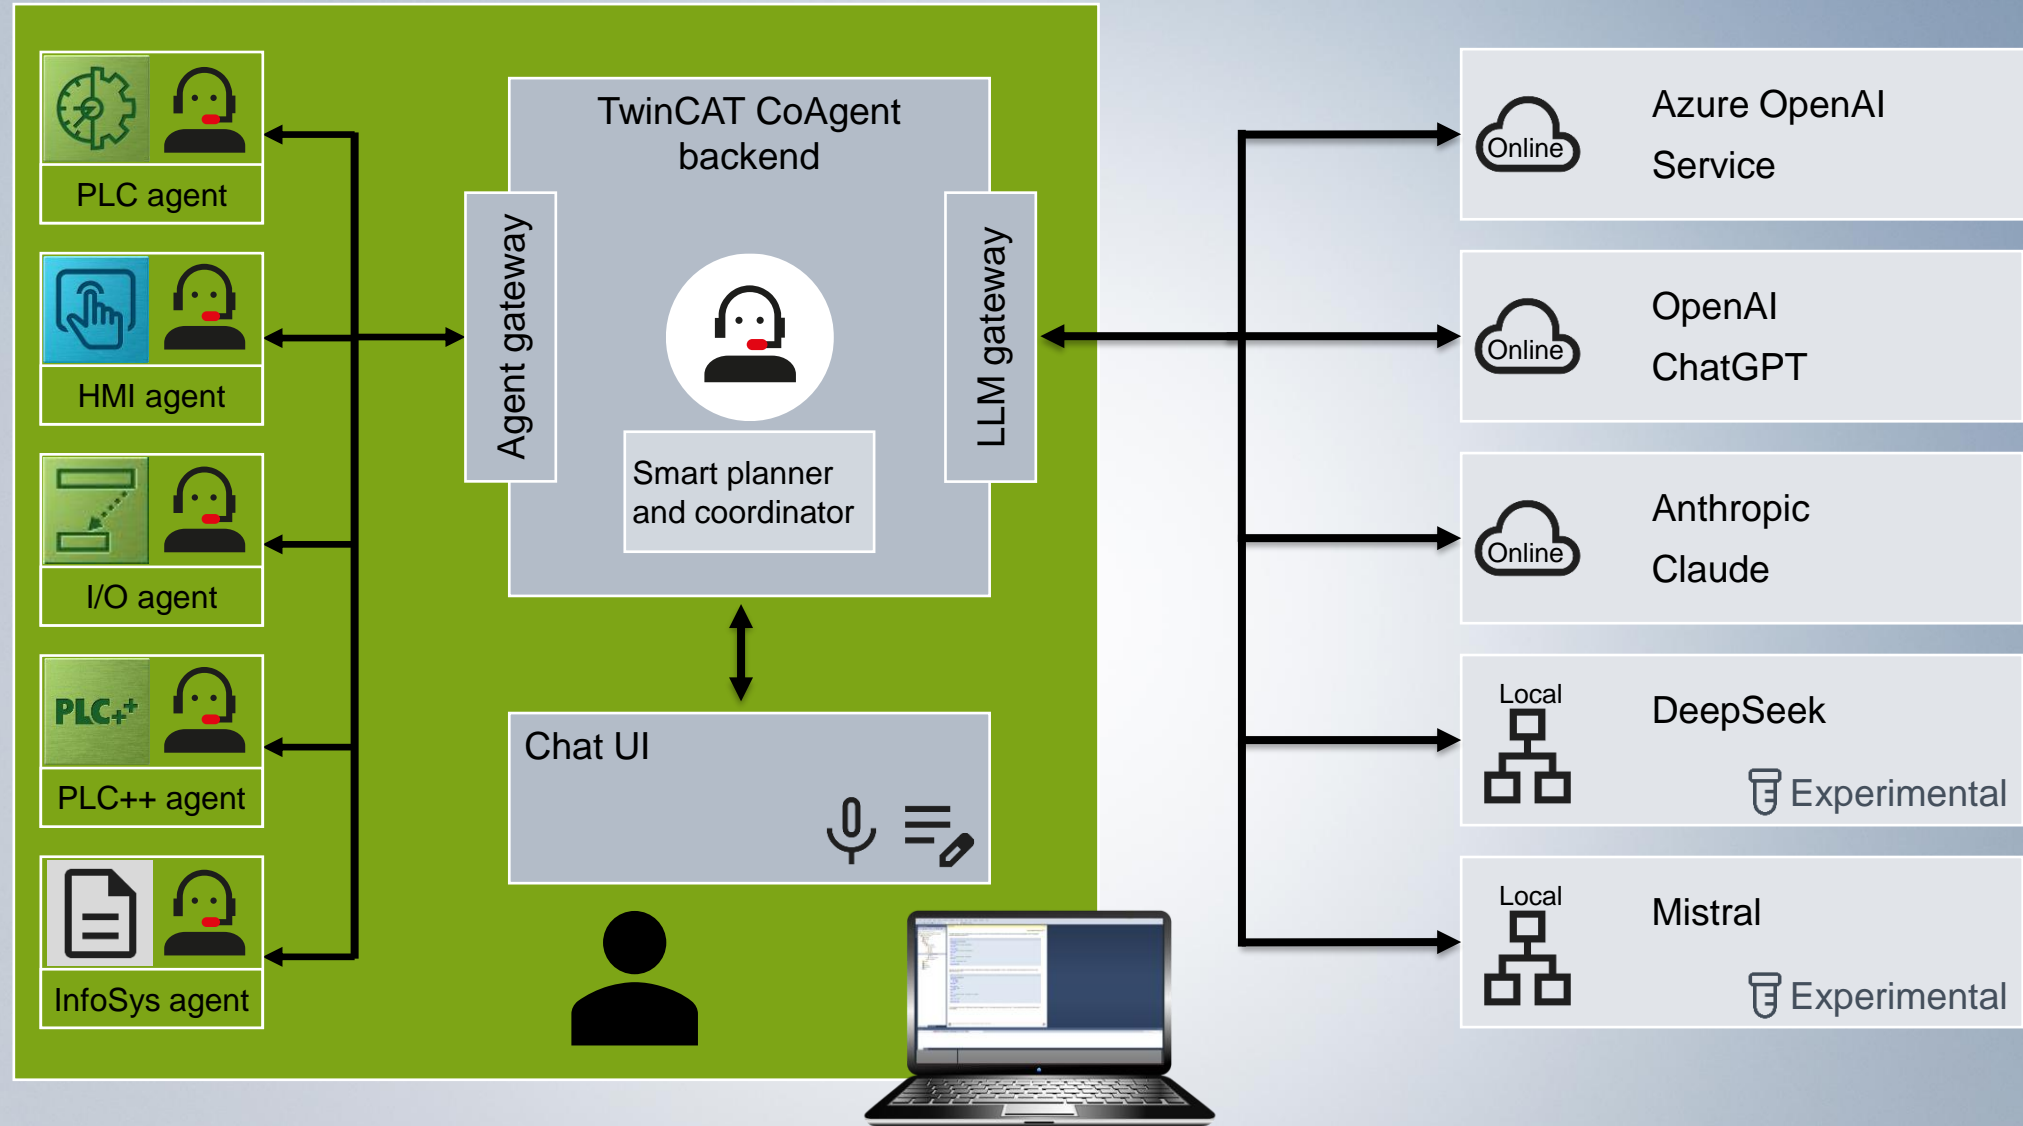 PLC agent
HMI agent
I/O agent
PLC++
PLC++ agent
InfoSys agent
TwinCAT CoAgent
backend
Agent gateway
LLM gateway
Smart planner
and coordinator
Chat UI
Online
Azure OpenAI
Service
Online
OpenAI
ChatGPT
Online
Anthropic
Claude
Local
DeepSeek
Experimental
Local
Mistral
Experimental